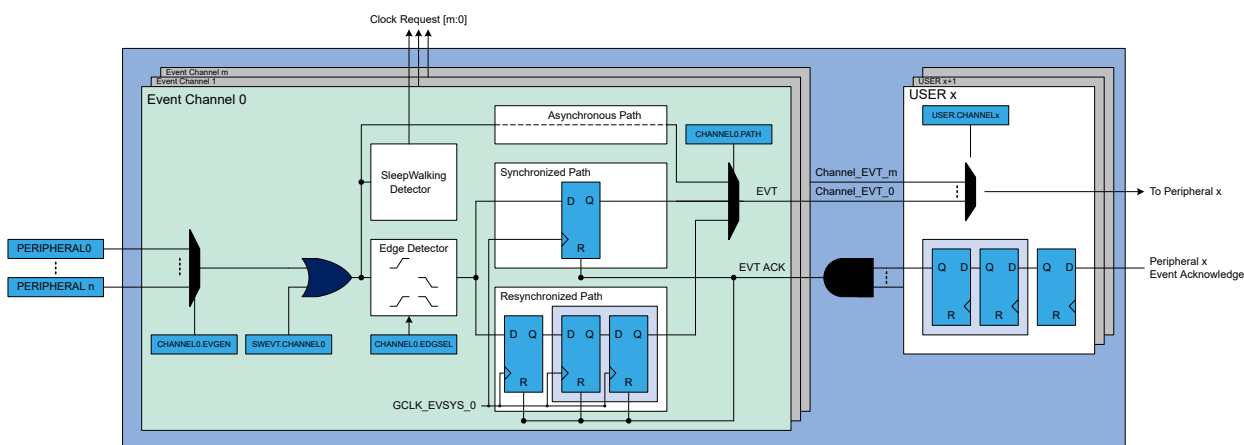 Clock Request [m:0]
Event Channel m
Event Channel 1
Event Channel 0
USER x+1
USER x
Asynchronous Path
CHANNEL0.PATH
USER.CHANNELx
SleepWalking
Detector
Synchronized Path
D Q
R
EVT
Channel_EVT_m
Channel_EVT_0
To Peripheral x
PERIPHERAL0
PERIPHERAL n
Edge Detector
EVT ACK
Q D
R
Q D
R
Q D
R
Peripheral x
Event Acknowledge
CHANNEL0.EVGEN
SWEVT.CHANNEL0
CHANNEL0.EDGSEL
Resynchronized Path
D Q
R
D Q
R
D Q
R
GCLK_EVSYS_0